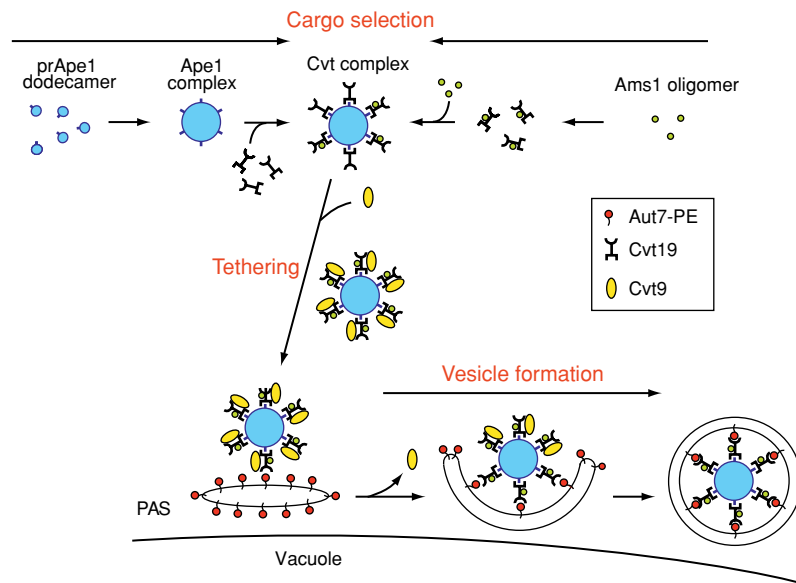 Cargo selection
prApe1
dodecamer
Ape1
complex
Cvt complex
Ams1 oligomer
Aut7-PE
Cvt19
Cvt9
Tethering
Vesicle formation
PAS
Vacuole